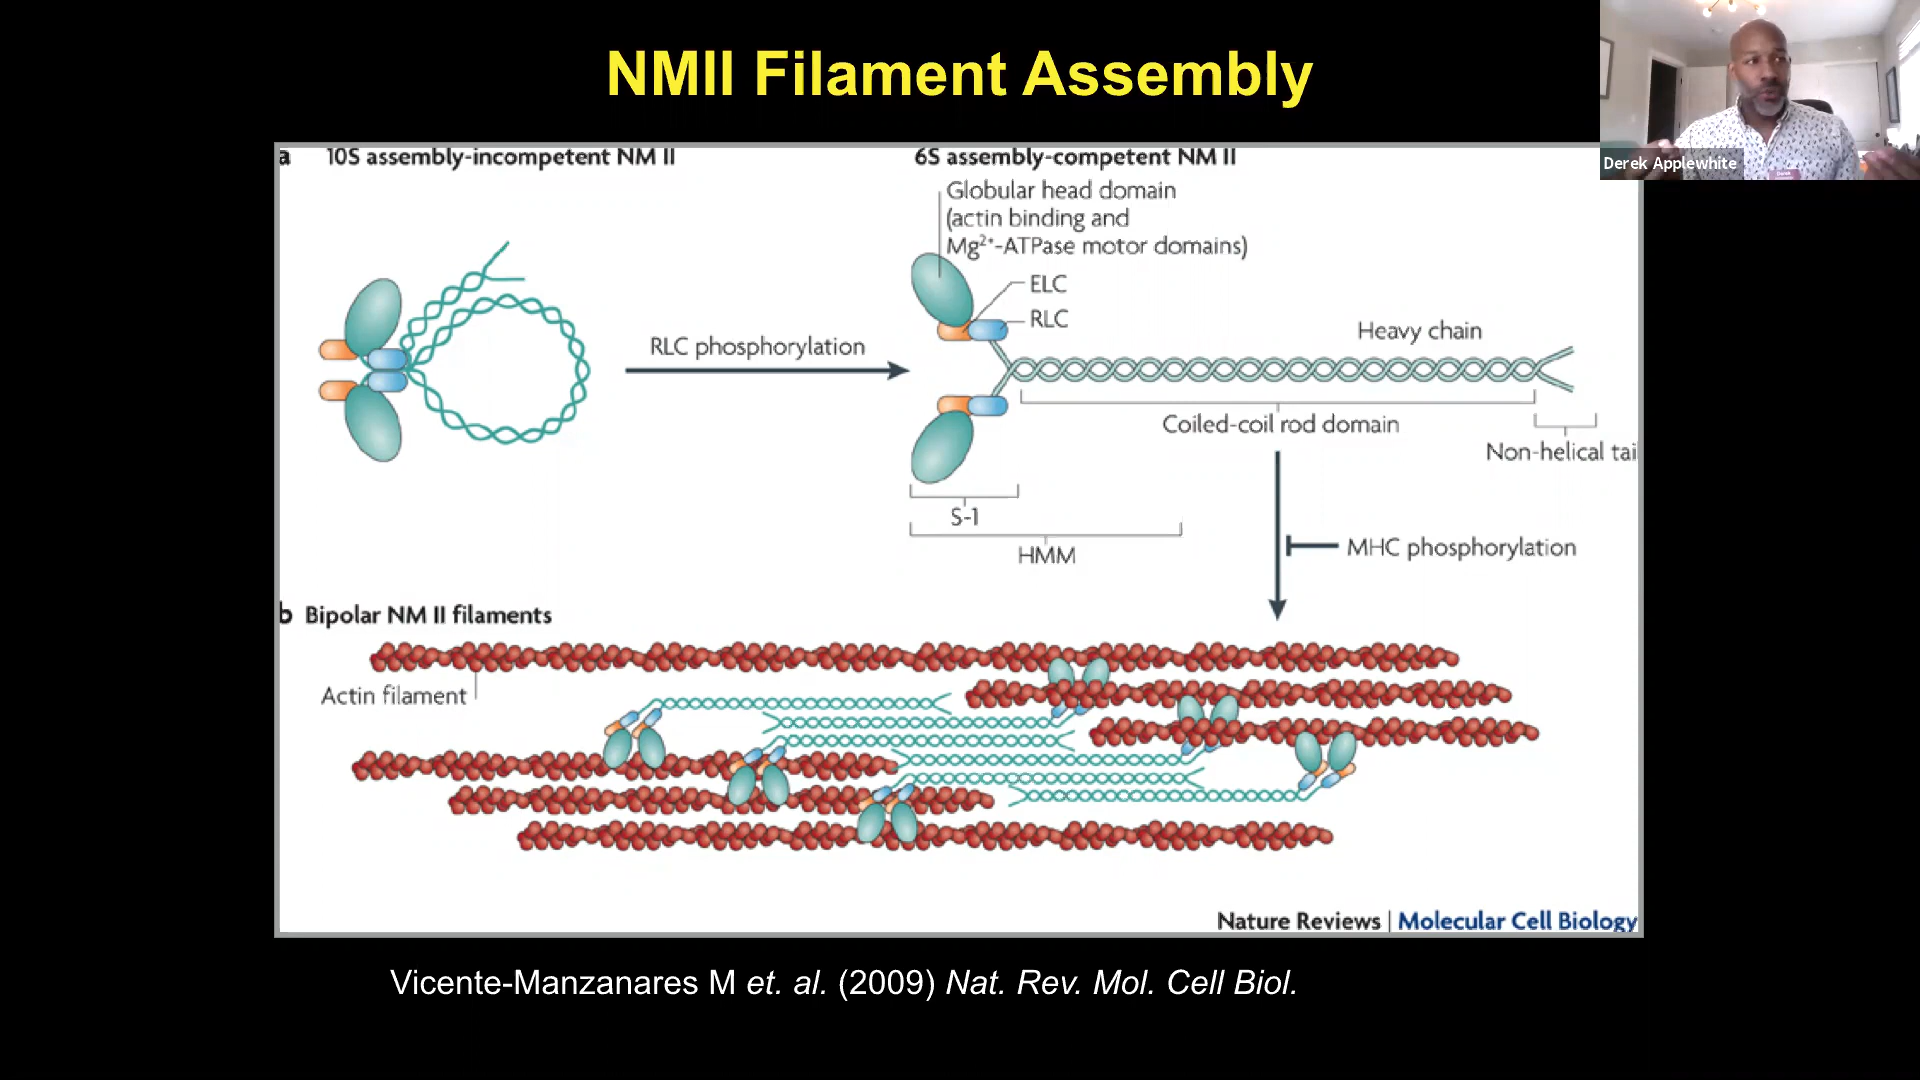 NMII Filament Assembly
Derek Applewhite
a 10S assembly-incompetent NM II
6S assembly-competent NM II
Globular head domain
(actin binding and
Mg²⁺-ATPase motor domains)
ELC
RLC
RLC phosphorylation
Heavy chain
Coiled-coil rod domain
Non-helical tai
S-1
HMM
MHC phosphorylation
b Bipolar NM II filaments
Actin filament
Nature Reviews | Molecular Cell Biology
Vicente-Manzanares M et. al. (2009) Nat. Rev. Mol. Cell Biol.